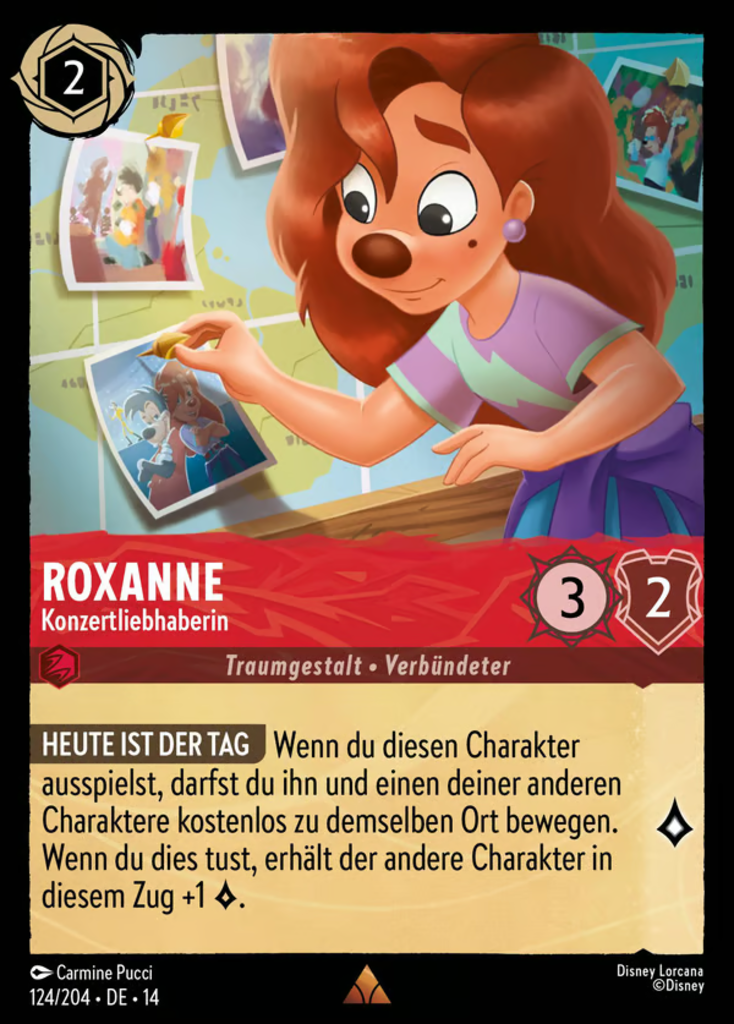 2
ROXANNE
Konzertliebhaberin
3
2
Traumgestalt • Verbündeter
HEUTE IST DER TAG Wenn du diesen Charakter
ausspielst, darfst du ihn und einen deiner anderen
Charaktere kostenlos zu demselben Ort bewegen.
Wenn du dies tust, erhält der andere Charakter in
diesem Zug +1 .
Carmine Pucci
124/204 • DE • 14
Disney Lorcana
©Disney